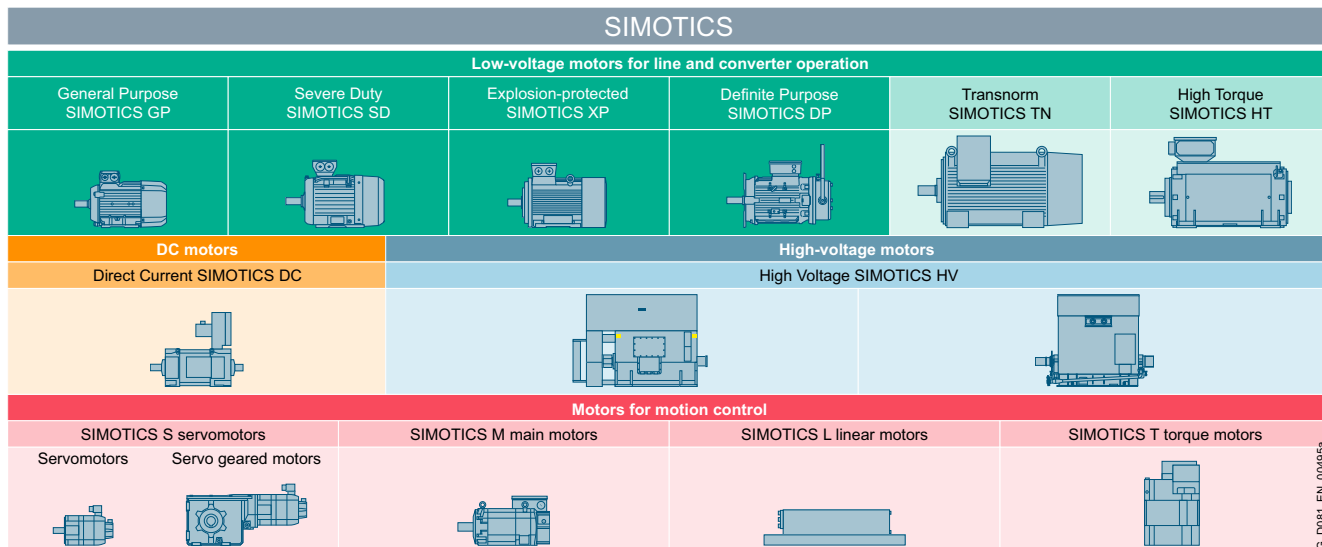 SIMOTICS
Low-voltage motors for line and converter operation
General Purpose
SIMOTICS GP
Severe Duty
SIMOTICS SD
Explosion-protected
SIMOTICS XP
Definite Purpose
SIMOTICS DP
Transnorm
SIMOTICS TN
High Torque
SIMOTICS HT
DC motors
High-voltage motors
Direct Current SIMOTICS DC
High Voltage SIMOTICS HV
Motors for motion control
SIMOTICS S servomotors
SIMOTICS M main motors
SIMOTICS L linear motors
SIMOTICS T torque motors
Servomotors
Servo geared motors
G_D081_EN_00495a